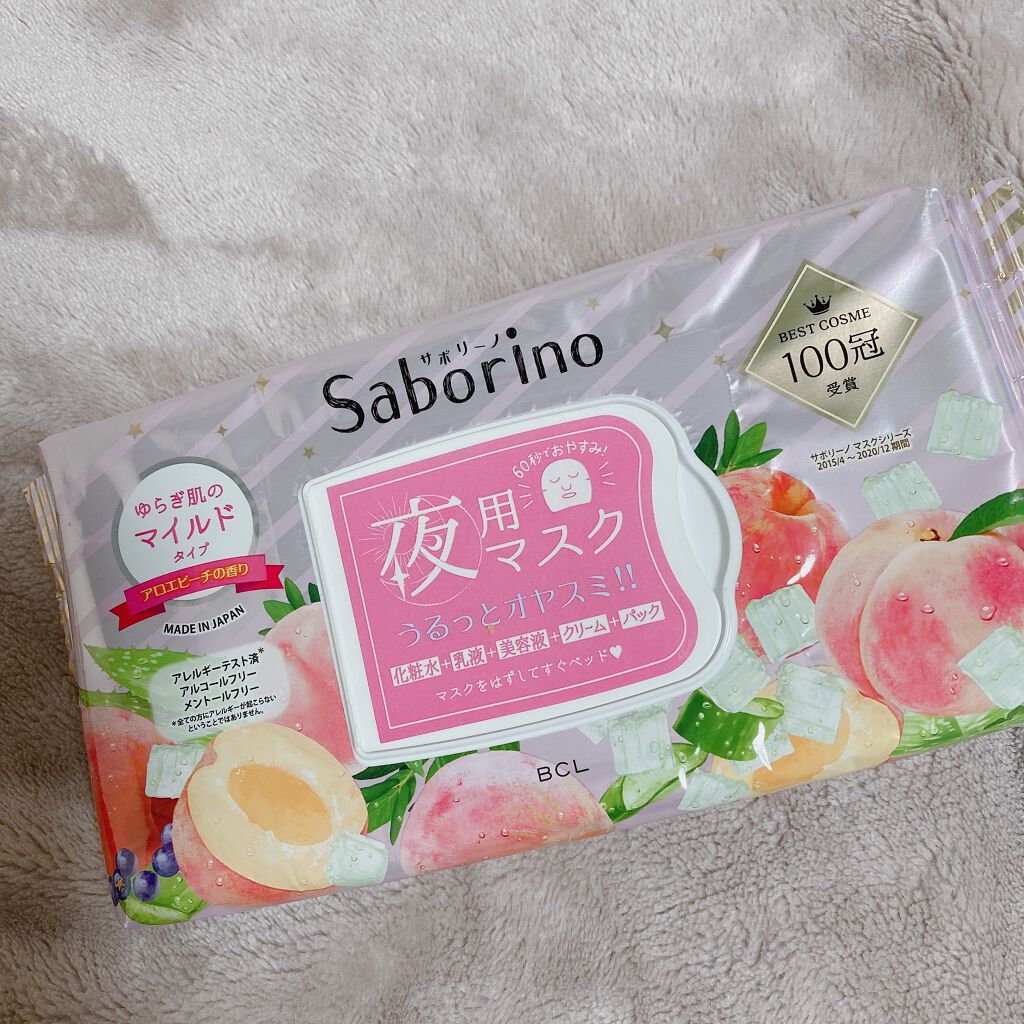 サボリーノ
Saborino
BEST COSME
100冠
受賞
サボリーノ マスクシリーズ
2015/4～2020/12 期間
ゆらぎ肌の
マイルド
タイプ
アロエピーチの香り
MADE IN JAPAN
アレルギーテスト済*
アルコールフリー
メントールフリー
*全ての方にアレルギーが起こらない
ということではありません。
60秒でおやすみ!
夜用
マスク
うるっとオヤスミ!!
化粧水+乳液+美容液+クリーム+パック
マスクをはずしてすぐベッド♥
BCL